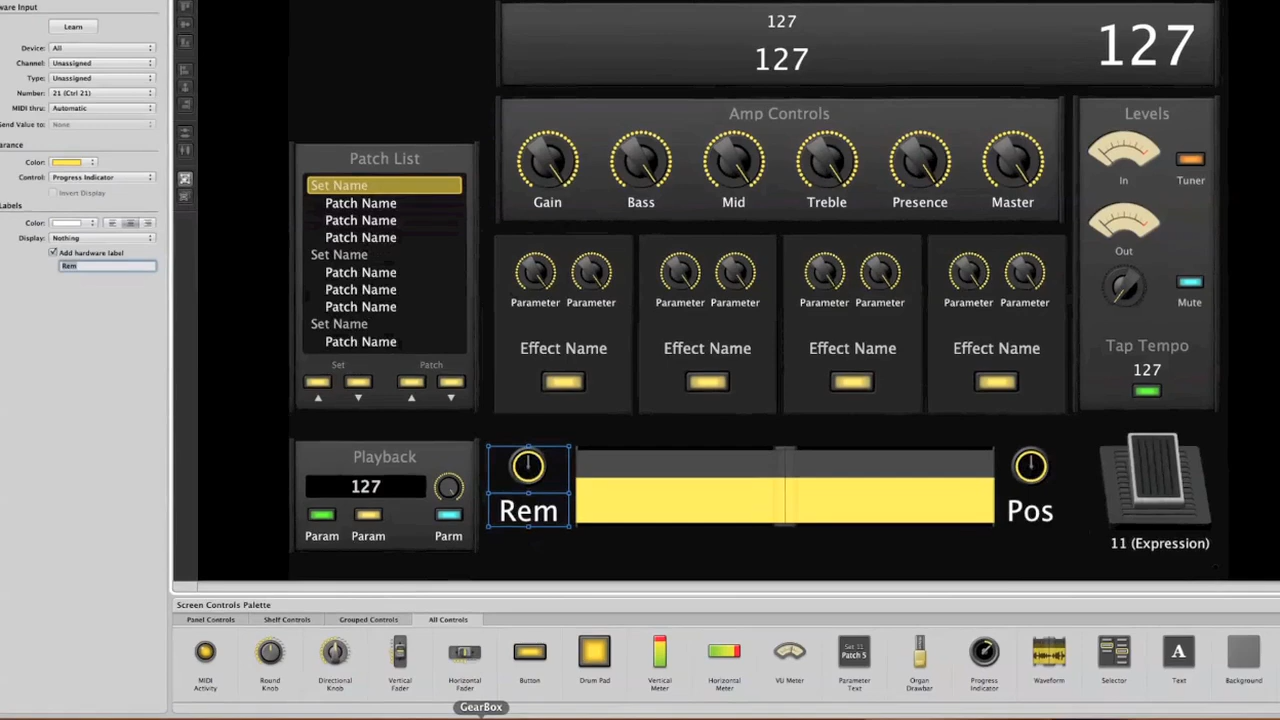 ware Input
Learn
Device: All
Channel: Unassigned
Type: Unassigned
Number: 21 (Ctrl 21)
MIDI thru: Automatic
Send Value to: None
arance
Color:
Control: Progress Indicator
Invert Display
Labels
Color:
Display: Nothing
Add hardware label
Rem
127
127
127
Patch List
Set Name
Patch Name
Patch Name
Patch Name
Set Name
Patch Name
Patch Name
Patch Name
Set Name
Patch Name
Set Patch
Amp Controls
Gain Bass Mid Treble Presence Master
Parameter Parameter Parameter Parameter Parameter Parameter Parameter Parameter
Effect Name Effect Name Effect Name Effect Name
Levels
In Tuner
Out
Mute
Tap Tempo
127
Playback
127
Param Param Parm
Rem
Pos
11 (Expression)
Screen Controls Palette
Panel Controls Shelf Controls Grouped Controls All Controls
Set 11
Patch 5
A
MIDI Activity
Round Knob
Directional Knob
Vertical Fader
Horizontal Fader
Button
Drum Pad
Vertical Meter
Horizontal Meter
VU Meter
Parameter Text
Organ Drawbar
Progress Indicator
Waveform
Selector
Text
Background
GearBox